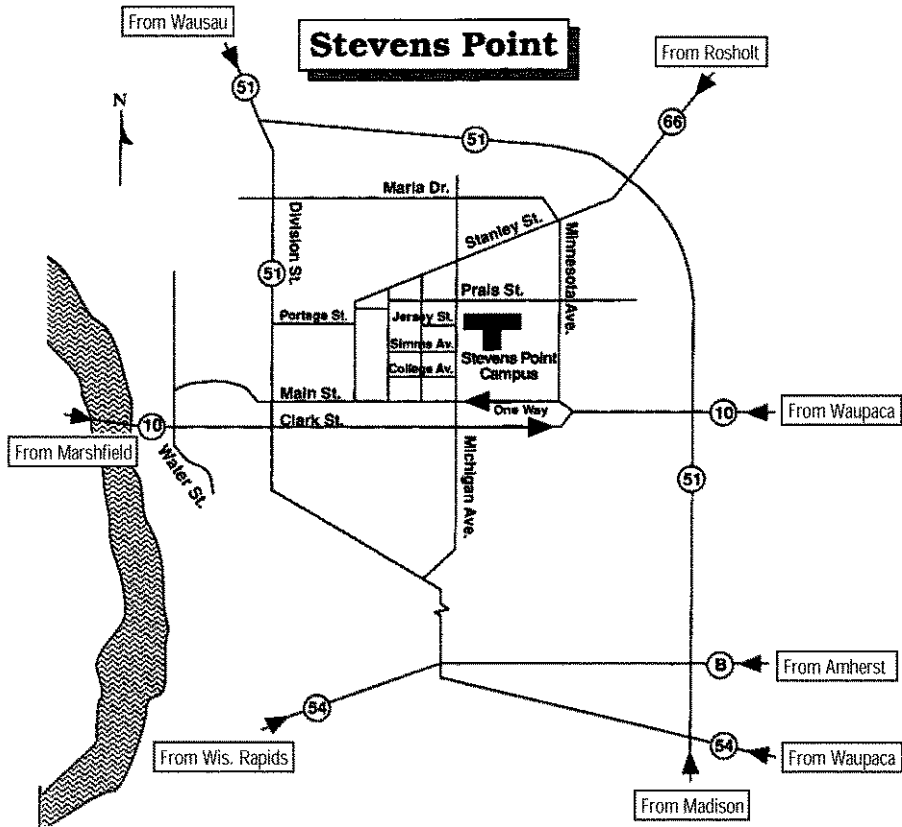 From Wausau
Stevens Point
From Rosholt
51
N
51
66
Maria Dr.
Division St.
Stanley St.
Minnesota Ave.
51
Prais St.
Portage St.
Jersey St.
Simms Av.
Stevens Point
Campus
College Av.
Main St.
One Way
10
From Waupaca
10
Clark St.
From Marshfield
Water St.
Michigan Ave.
51
B
From Amherst
54
From Wis. Rapids
54
From Waupaca
From Madison